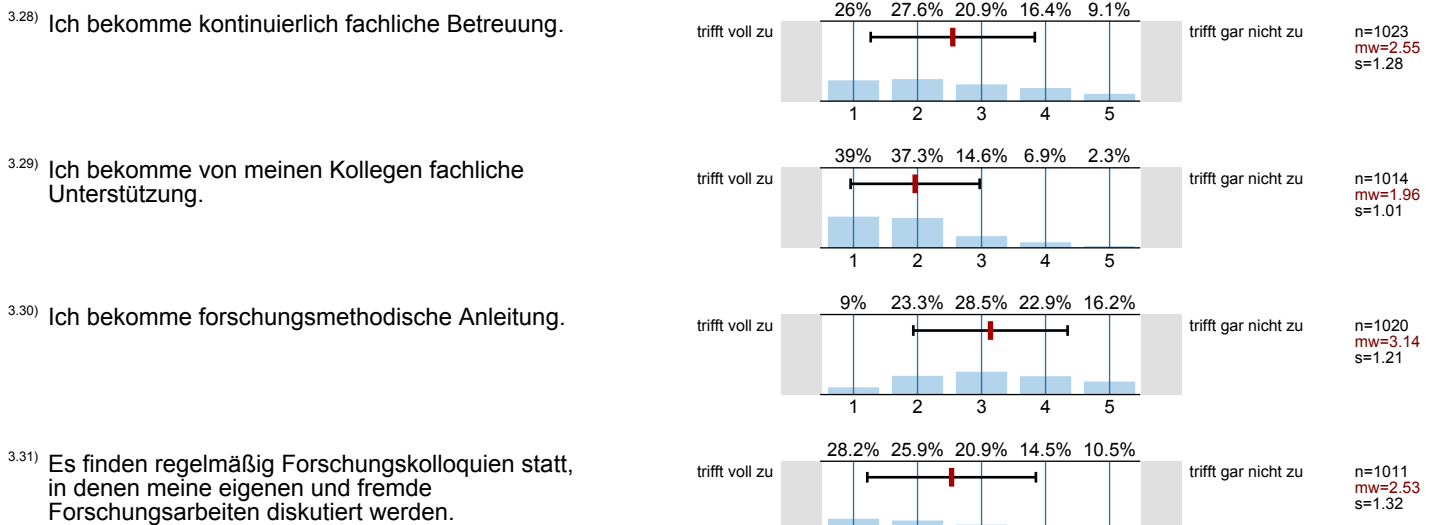 3.28) Ich bekomme kontinuierlich fachliche Betreuung.
26% 27.6% 20.9% 16.4% 9.1%
trifft voll zu
trifft gar nicht zu
n=1023
mw=2.55
s=1.28
1 2 3 4 5
3.29) Ich bekomme von meinen Kollegen fachliche
Unterstützung.
39% 37.3% 14.6% 6.9% 2.3%
trifft voll zu
trifft gar nicht zu
n=1014
mw=1.96
s=1.01
1 2 3 4 5
3.30) Ich bekomme forschungsmethodische Anleitung.
9% 23.3% 28.5% 22.9% 16.2%
trifft voll zu
trifft gar nicht zu
n=1020
mw=3.14
s=1.21
1 2 3 4 5
3.31) Es finden regelmäßig Forschungskolloquien statt,
in denen meine eigenen und fremde
Forschungsarbeiten diskutiert werden.
28.2% 25.9% 20.9% 14.5% 10.5%
trifft voll zu
trifft gar nicht zu
n=1011
mw=2.53
s=1.32